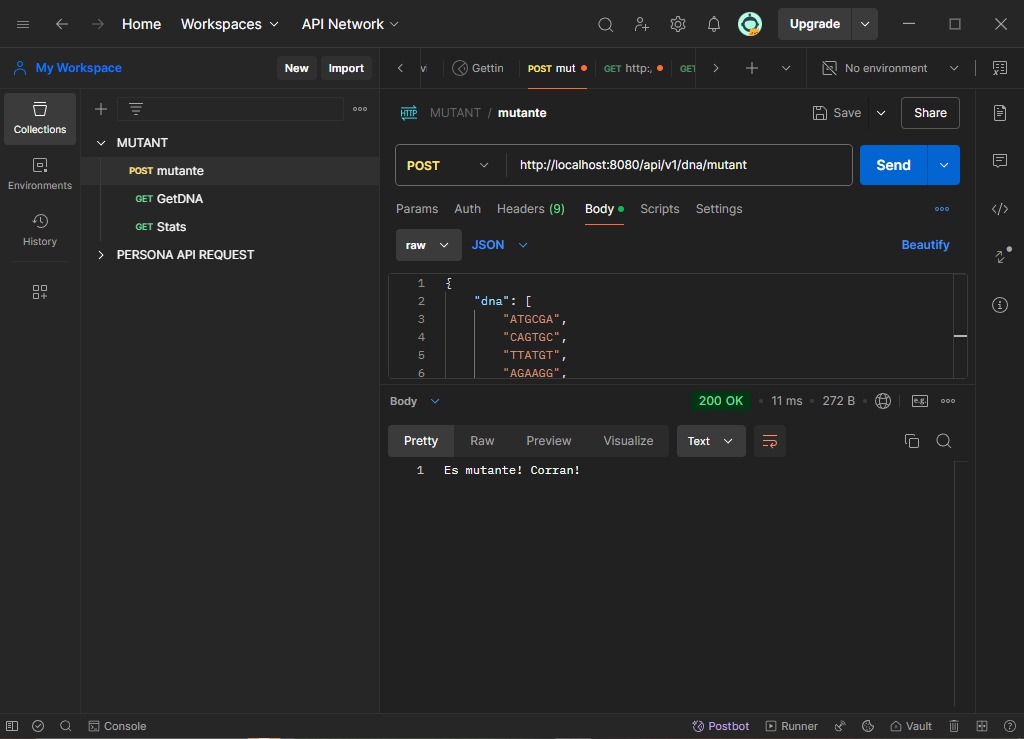 Home Workspaces API Network Upgrade
My Workspace New Import
Gettin POST mut GET http:, GET No environment
Collections
Environments
History
MUTANT
POST mutante
GET GetDNA
GET Stats
PERSONA API REQUEST
HTTP MUTANT / mutante Save Share
POST http://localhost:8080/api/v1/dna/mutant Send
Params Auth Headers (9) Body Scripts Settings
raw JSON Beautify
1 {
2 "dna": [
3 "ATGCGA",
4 "CAGTGC",
5 "TTATGT",
6 "AGAAGG",
Body 200 OK 11 ms 272 B e.g.
Pretty Raw Preview Visualize Text
1 Es mutante! Corran!
Console Postbot Runner Vault